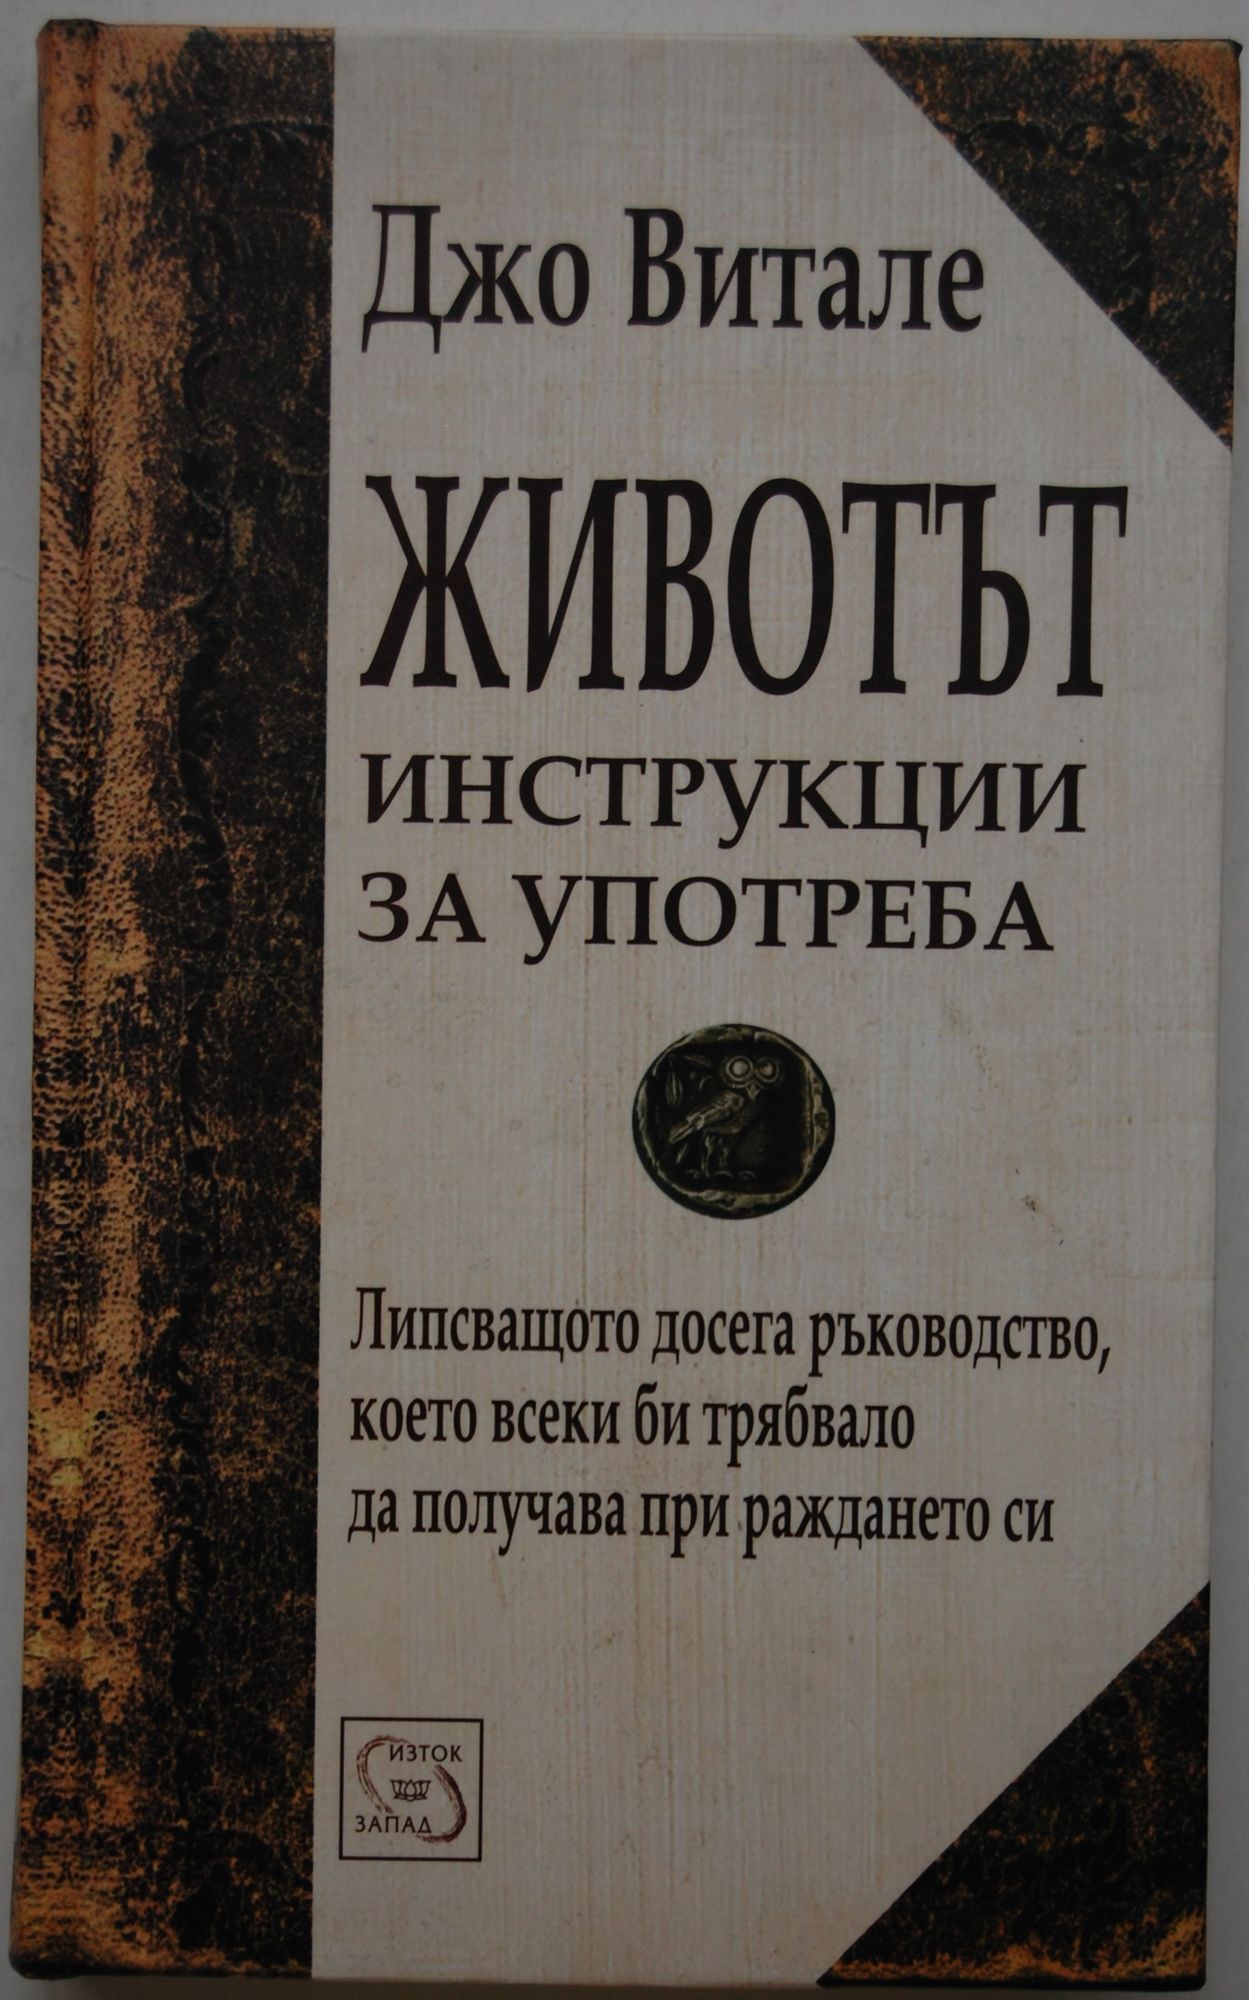 Джо Витале
ЖИВОТЪТ
ИНСТРУКЦИИ
ЗА УПОТРЕБА
Липсващото досега ръководство,
което всеки би трябвало
да получава при раждането си
ИЗТОК
ЗАПАД